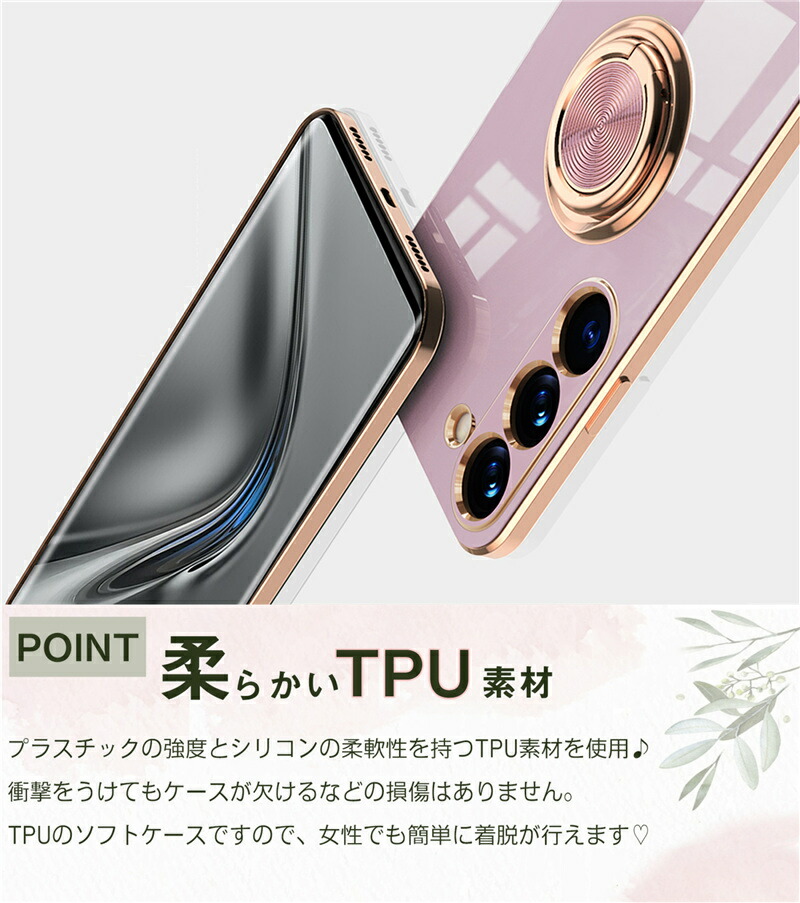 POINT 柔らかいTPU素材
プラスチックの強度とシリコンの柔軟性を持つTPU素材を使用♪
衝撃をうけてもケースが欠けるなどの損傷はありません。
TPUのソフトケースですので、女性でも簡単に着脱が行えます♡